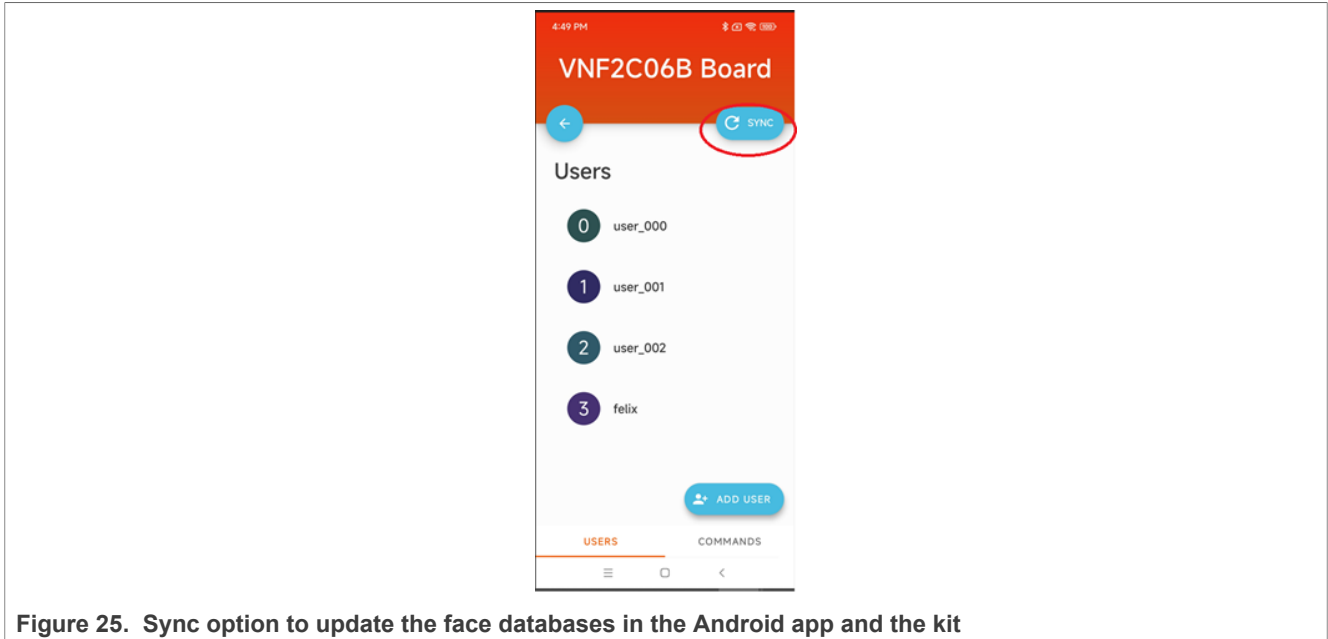 4:49 PM
VNF2C06B Board
SYNC
Users
0 user_000
1 user_001
2 user_002
3 felix
ADD USER
USERS COMMANDS
Figure 25. Sync option to update the face databases in the Android app and the kit